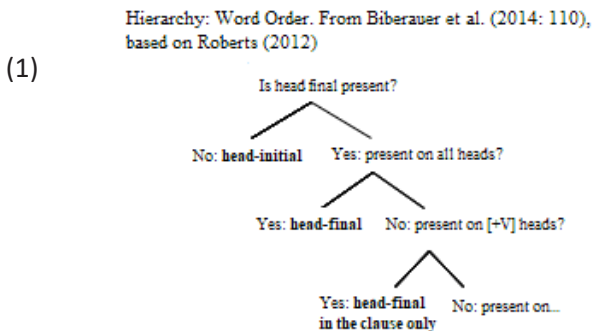 Hierarchy: Word Order. From Biberauer et al. (2014: 110),
based on Roberts (2012)
(1)
Is head final present?
No: head-initial Yes: present on all heads?
Yes: head-final No: present on [+V] heads?
Yes: head-final No: present on...
in the clause only